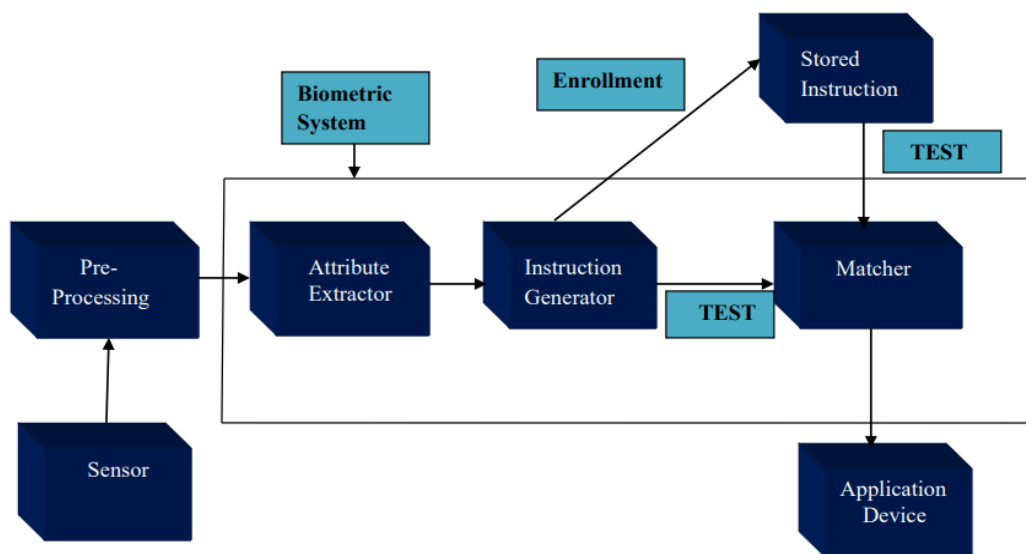 Stored
Instruction
Enrollment
Biometric
System
TEST
Pre-
Processing
Attribute
Extractor
Instruction
Generator
Matcher
TEST
Sensor
Application
Device